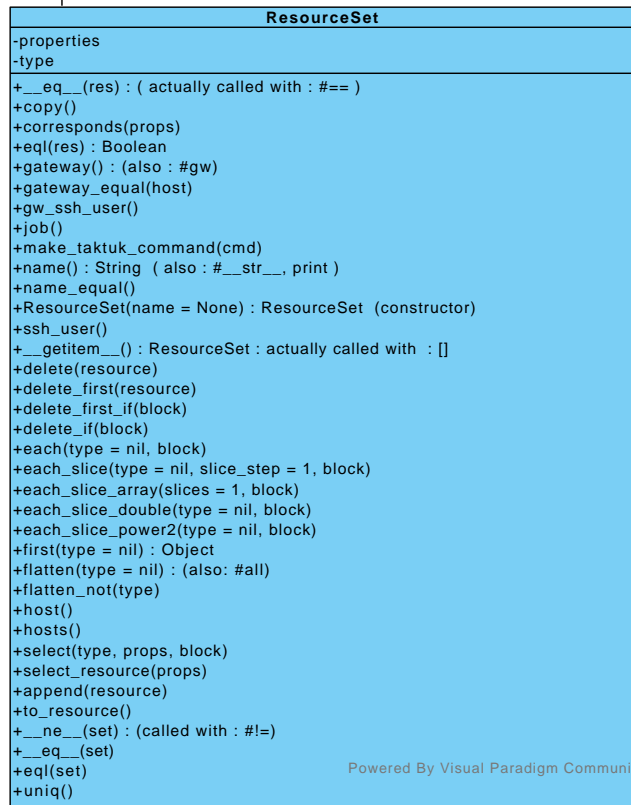 ResourceSet
-properties
-type
+__eq__(res) : ( actually called with : #== )
+copy()
+corresponds(props)
+eql(res) : Boolean
+gateway() : (also : #gw)
+gateway_equal(host)
+gw_ssh_user()
+job()
+make_taktuk_command(cmd)
+name() : String ( also : #__str__, print )
+name_equal()
+ResourceSet(name = None) : ResourceSet (constructor)
+ssh_user()
+__getitem__() : ResourceSet : actually called with : []
+delete(resource)
+delete_first(resource)
+delete_first_if(block)
+delete_if(block)
+each(type = nil, block)
+each_slice(type = nil, slice_step = 1, block)
+each_slice_array(slices = 1, block)
+each_slice_double(type = nil, block)
+each_slice_power2(type = nil, block)
+first(type = nil) : Object
+flatten(type = nil) : (also: #all)
+flatten_not(type)
+host()
+hosts()
+select(type, props, block)
+select_resource(props)
+append(resource)
+to_resource()
+__ne__(set) : (called with : #!=)
+__eq__(set)
+eql(set)
Powered By Visual Paradigm Communi
+uniq()